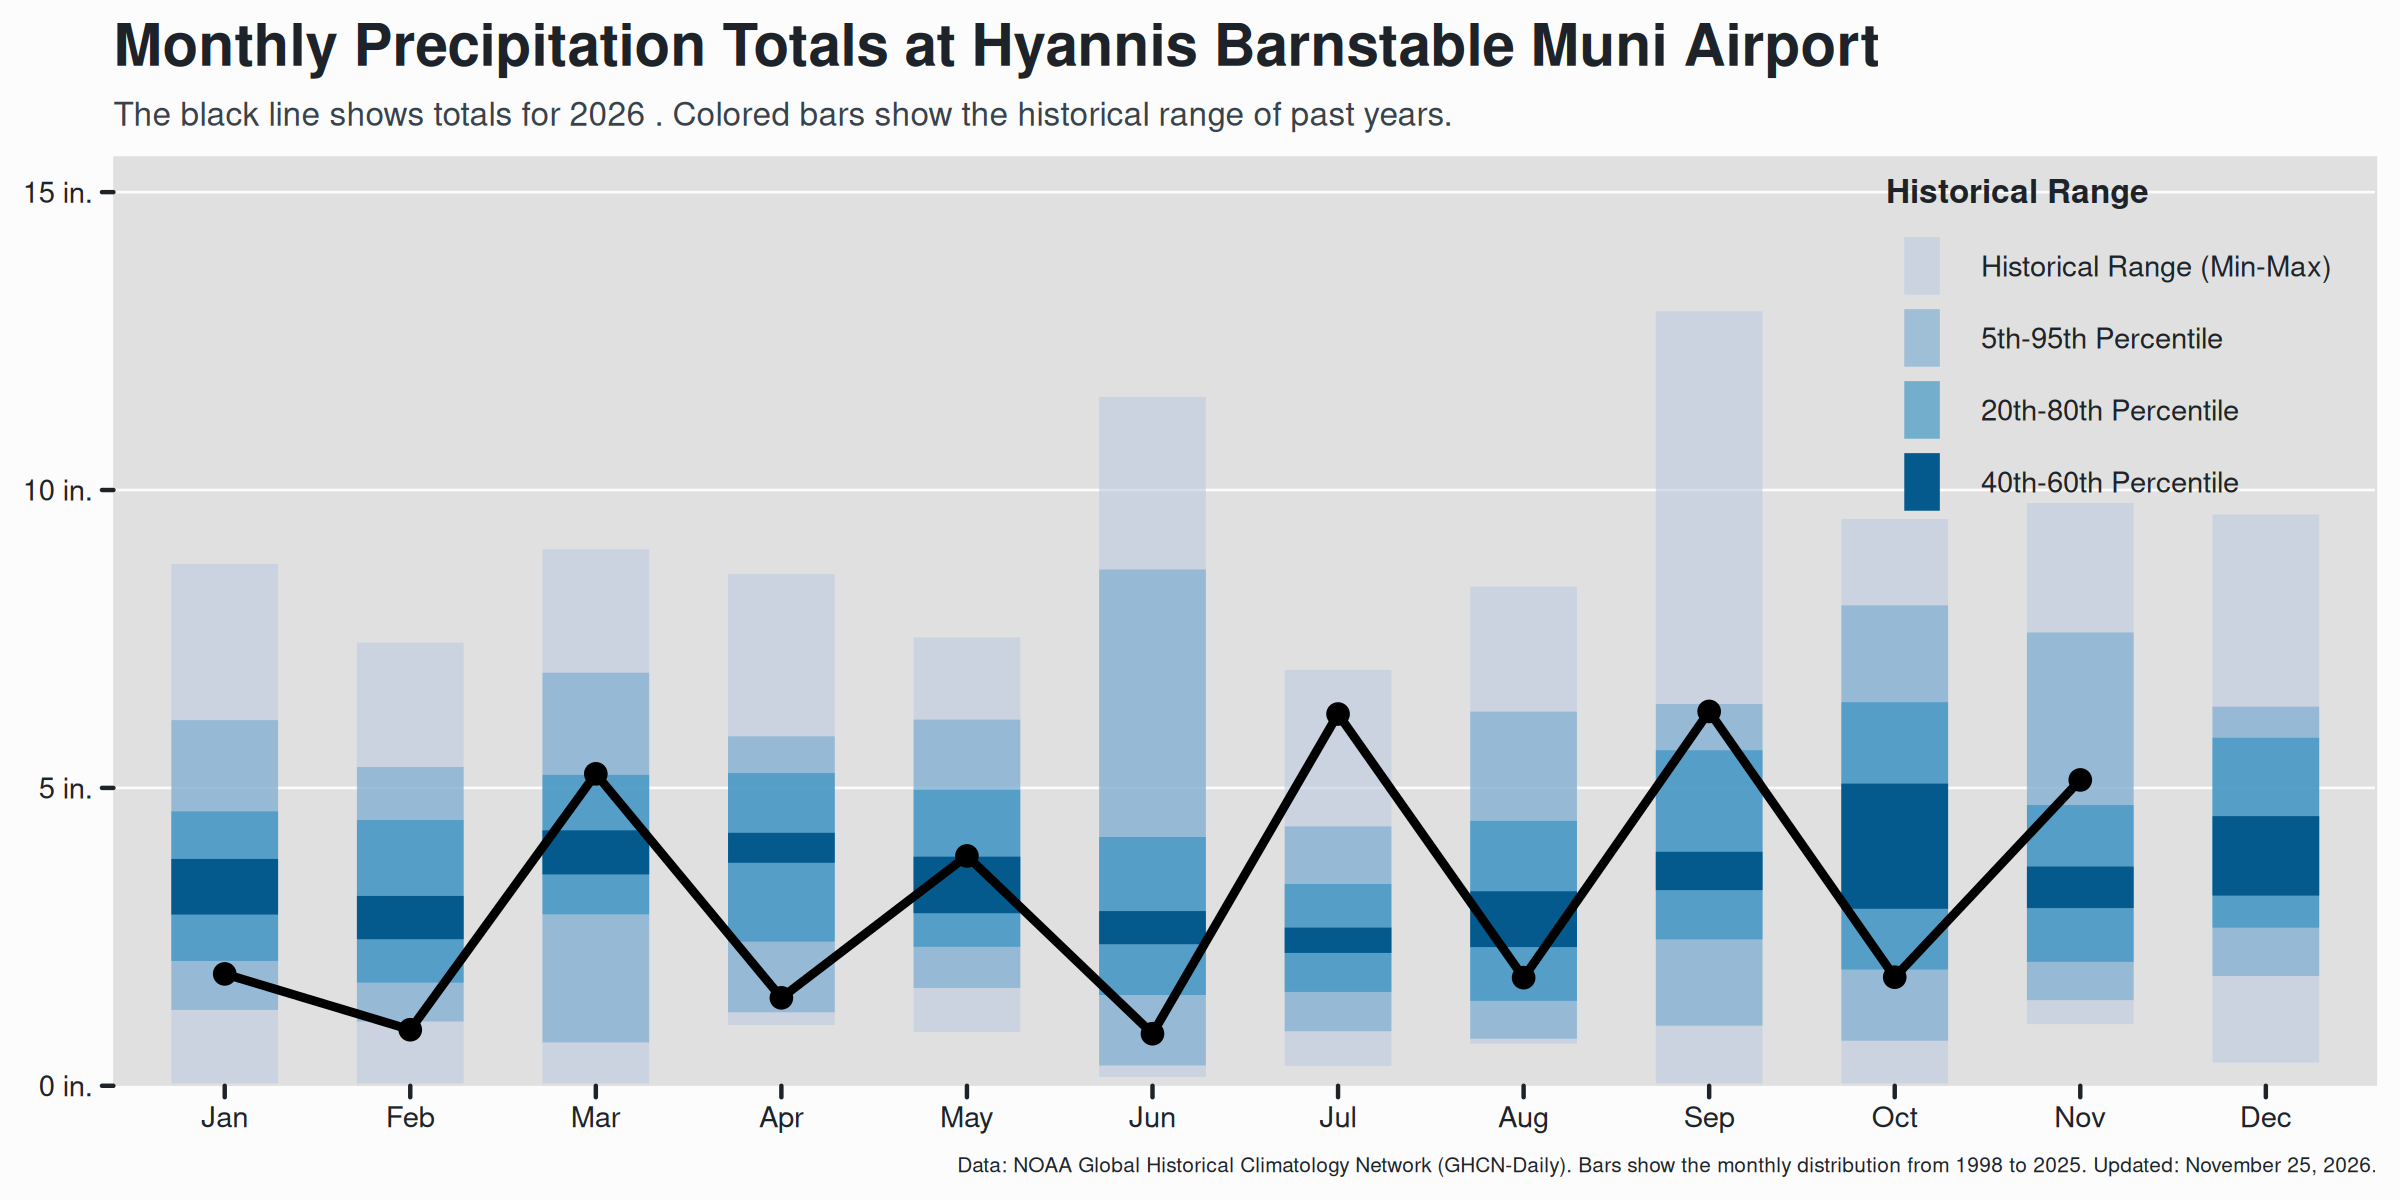 Monthly Precipitation Totals at Hyannis Barnstable Muni Airport
The black line shows totals for 2026 . Colored bars show the historical range of past years.
15 in.
10 in.
5 in.
0 in.
Historical Range
Historical Range (Min-Max)
5th-95th Percentile
20th-80th Percentile
40th-60th Percentile
Jan Feb Mar Apr May Jun Jul Aug Sep Oct Nov Dec
Data: NOAA Global Historical Climatology Network (GHCN-Daily). Bars show the monthly distribution from 1998 to 2025. Updated: November 25, 2026.